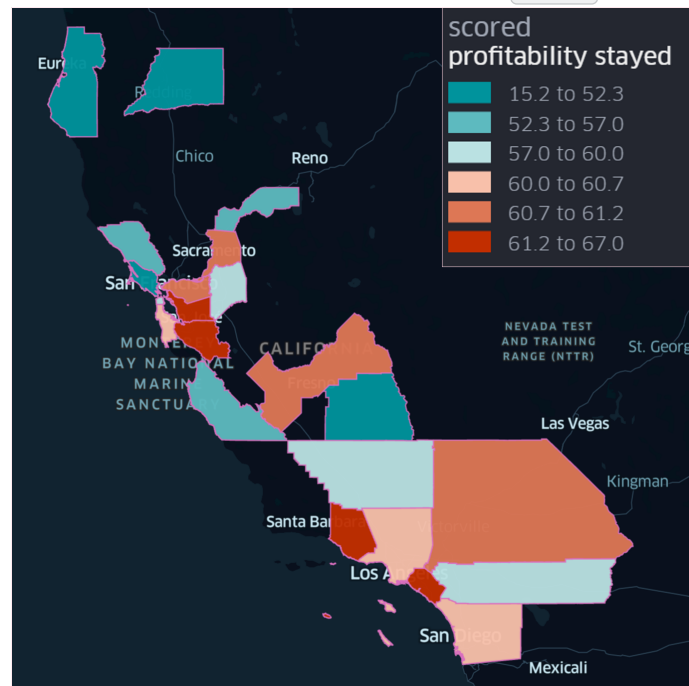 scored
profitability stayed
15.2 to 52.3
52.3 to 57.0
57.0 to 60.0
60.0 to 60.7
60.7 to 61.2
61.2 to 67.0
Eureka
Redding
Chico
Reno
Sacramento
San Francisco
MONTEREY
BAY NATIONAL
MARINE
SANCTUARY
CALIFORNIA
Fresno
NEVADA TEST
AND TRAINING
RANGE (NTTR)
St. Georg
Las Vegas
Kingman
Santa Barbara
Victorville
Los Angeles
San Diego
Mexicali